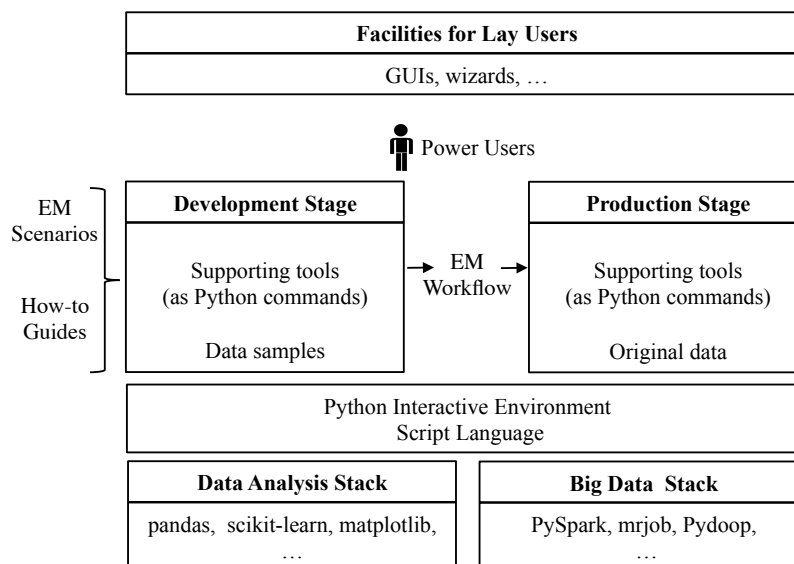 Facilities for Lay Users
GUIs, wizards, …
Power Users
EM
Scenarios
How-to
Guides
Development Stage
Supporting tools
(as Python commands)
Data samples
EM
Workflow
Production Stage
Supporting tools
(as Python commands)
Original data
Python Interactive Environment
Script Language
Data Analysis Stack
pandas, scikit-learn, matplotlib,
…
Big Data Stack
PySpark, mrjob, Pydoop,
…